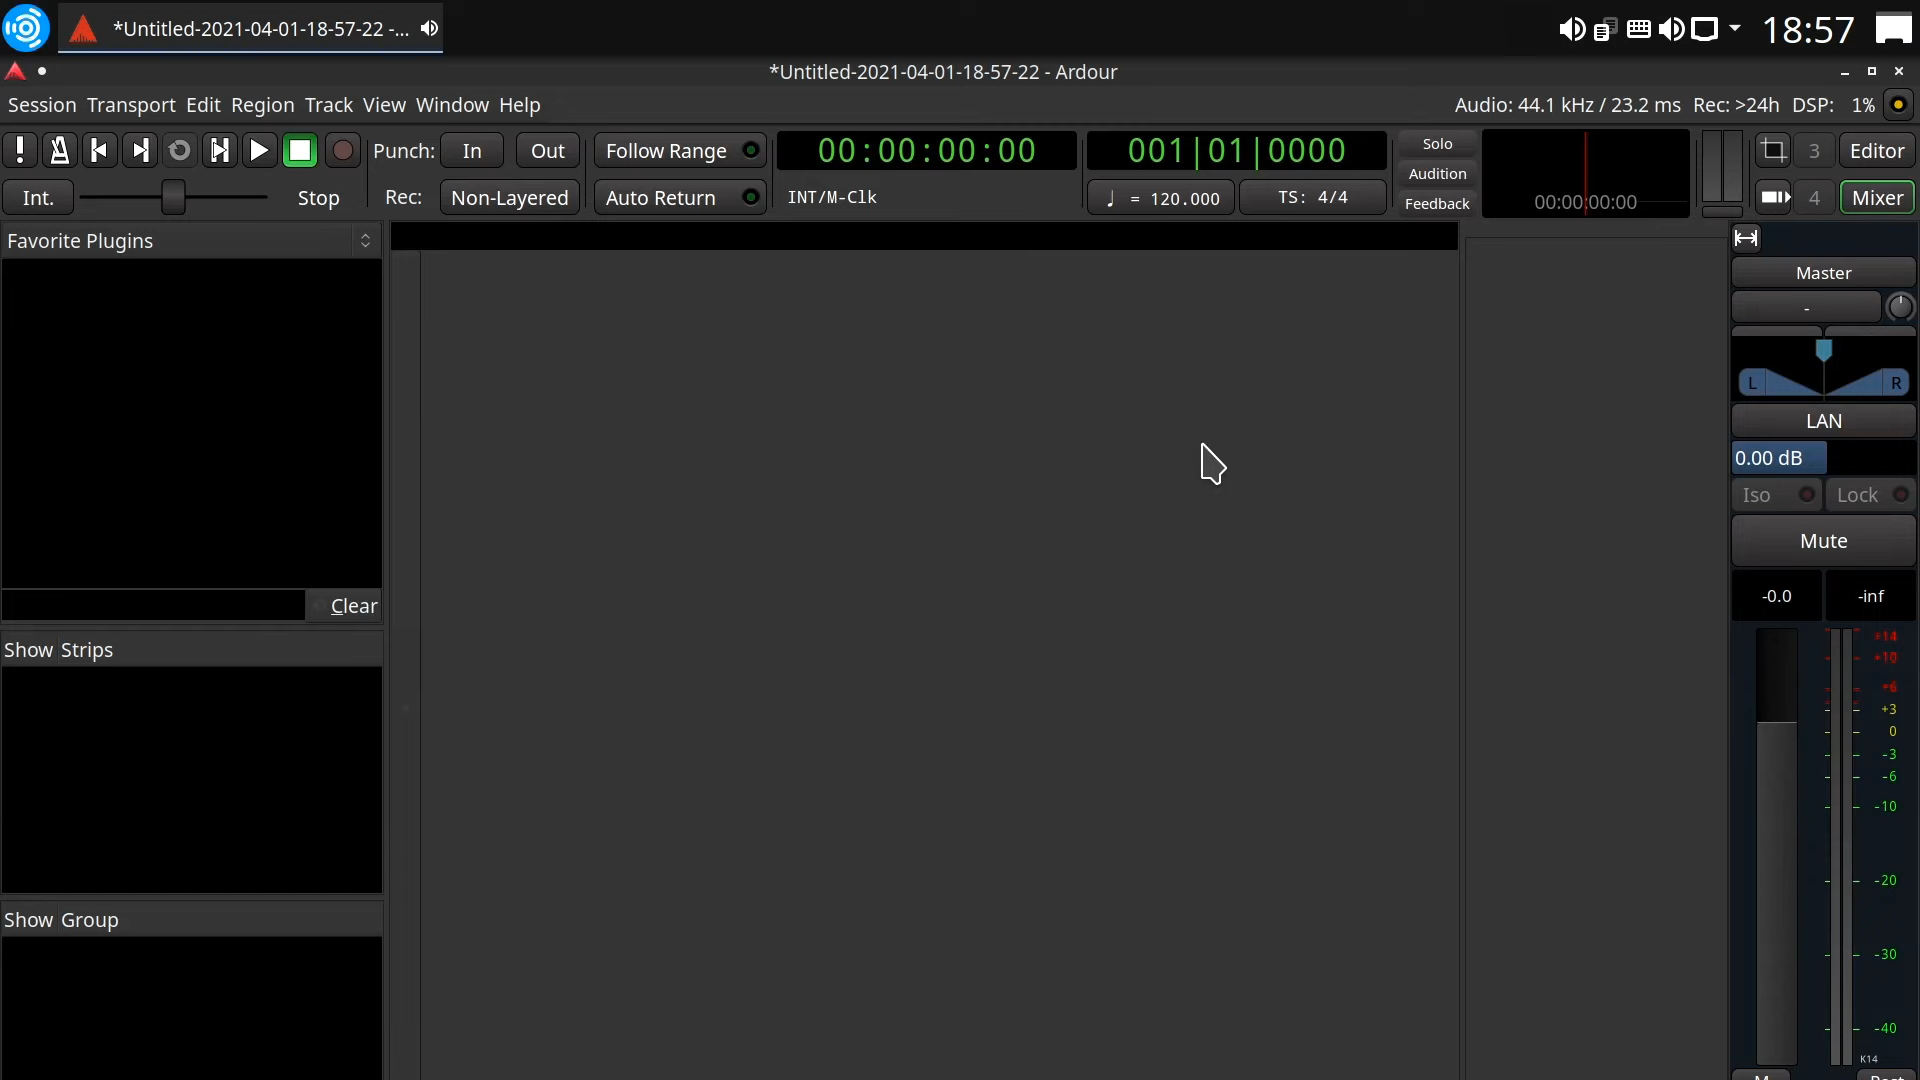 *Untitled-2021-04-01-18-57-22 -...
18:57
*Untitled-2021-04-01-18-57-22 - Ardour
Session Transport Edit Region Track View Window Help
Audio: 44.1 kHz / 23.2 ms Rec: >24h DSP: 1%
Punch: In Out Follow Range 00:00:00:00 001|01|0000 Solo 3 Editor
Audition
Int. Stop Rec: Non-Layered Auto Return INT/M-Clk ♩ = 120.000 TS: 4/4 Feedback 00:00:00:00 4 Mixer
Favorite Plugins
Clear
Show Strips
Show Group
Master
-
L R
LAN
0.00 dB
Iso Lock
Mute
-0.0 -inf
+14
+10
+6
+3
0
-3
-6
-10
-20
-30
-40
K14